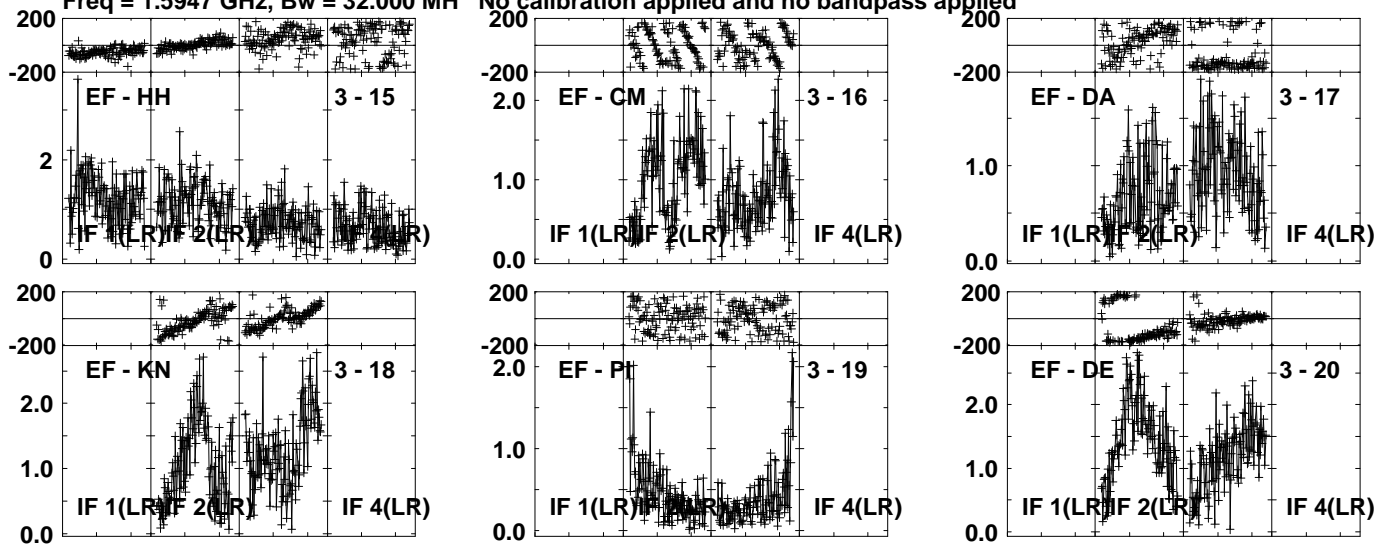 Freq = 1.5947 GHz, Bw = 32.000 MH No calibration applied and no bandpass applied
200
-200
EF - HH 3 - 15
2
0
IF 1(LR) IF 2(LR) IF 4(LR)
200
-200
EF - CM 3 - 16
2.0
1.0
0.0
IF 1(LR) IF 2(LR) IF 4(LR)
200
-200
EF - DA 3 - 17
1.0
0.0
IF 1(LR) IF 2(LR) IF 4(LR)
200
-200
EF - KN 3 - 18
2.0
1.0
0.0
IF 1(LR) IF 2(LR) IF 4(LR)
200
-200
EF - PI 3 - 19
2.0
1.0
0.0
IF 1(LR) IF 4(LR)
200
-200
EF - DE 3 - 20
2.0
1.0
0.0
IF 1(LR) IF 2(LR) IF 4(LR)